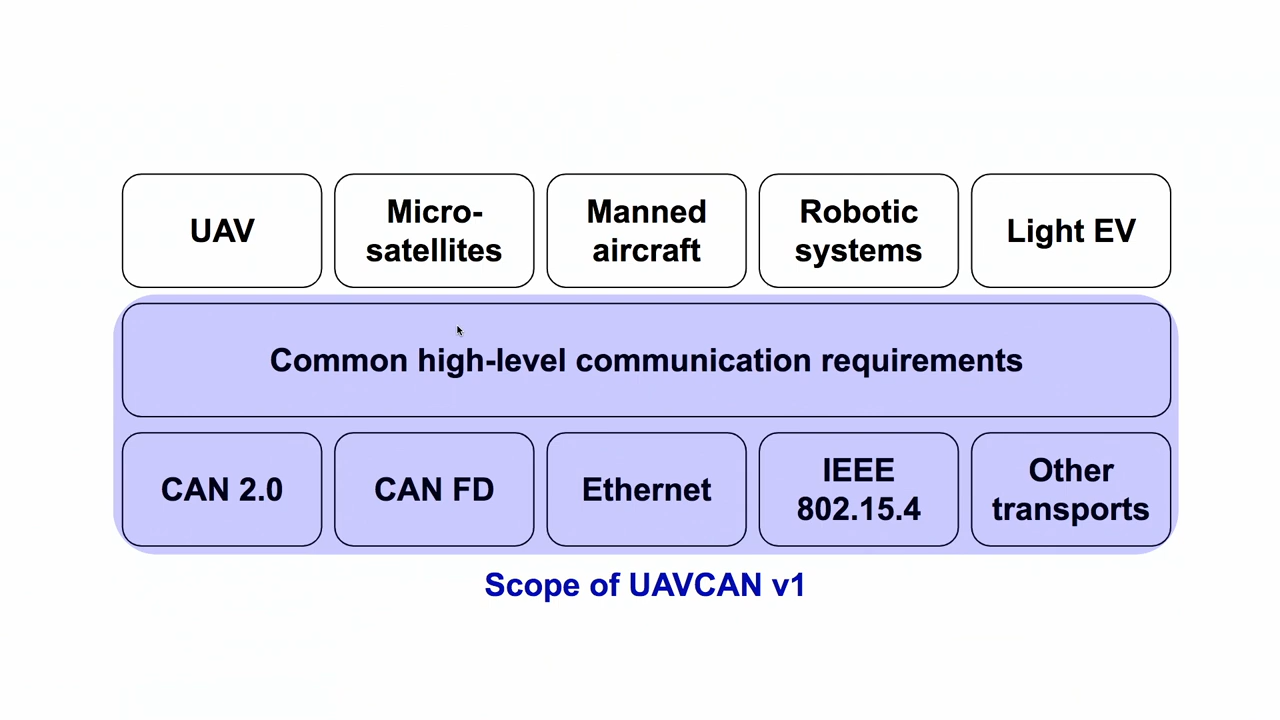 UAV
Micro-
satellites
Manned
aircraft
Robotic
systems
Light EV
Common high-level communication requirements
CAN 2.0
CAN FD
Ethernet
IEEE
802.15.4
Other
transports
Scope of UAVCAN v1